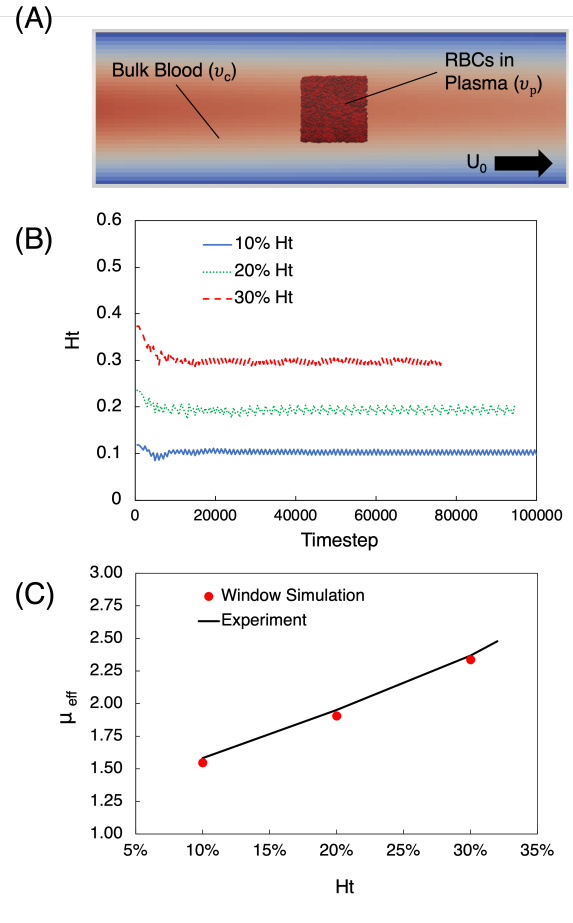 (A)
Bulk Blood (υc)
RBCs in
Plasma (υp)
U0
(B)
0.6
0.5
0.4
0.3
0.2
0.1
0
Ht
10% Ht
20% Ht
30% Ht
0
20000
40000
60000
80000
100000
Timestep
(C)
3.00
2.75
2.50
2.25
2.00
1.75
1.50
1.25
1.00
μ eff
Window Simulation
Experiment
5%
10%
15%
20%
25%
30%
35%
Ht